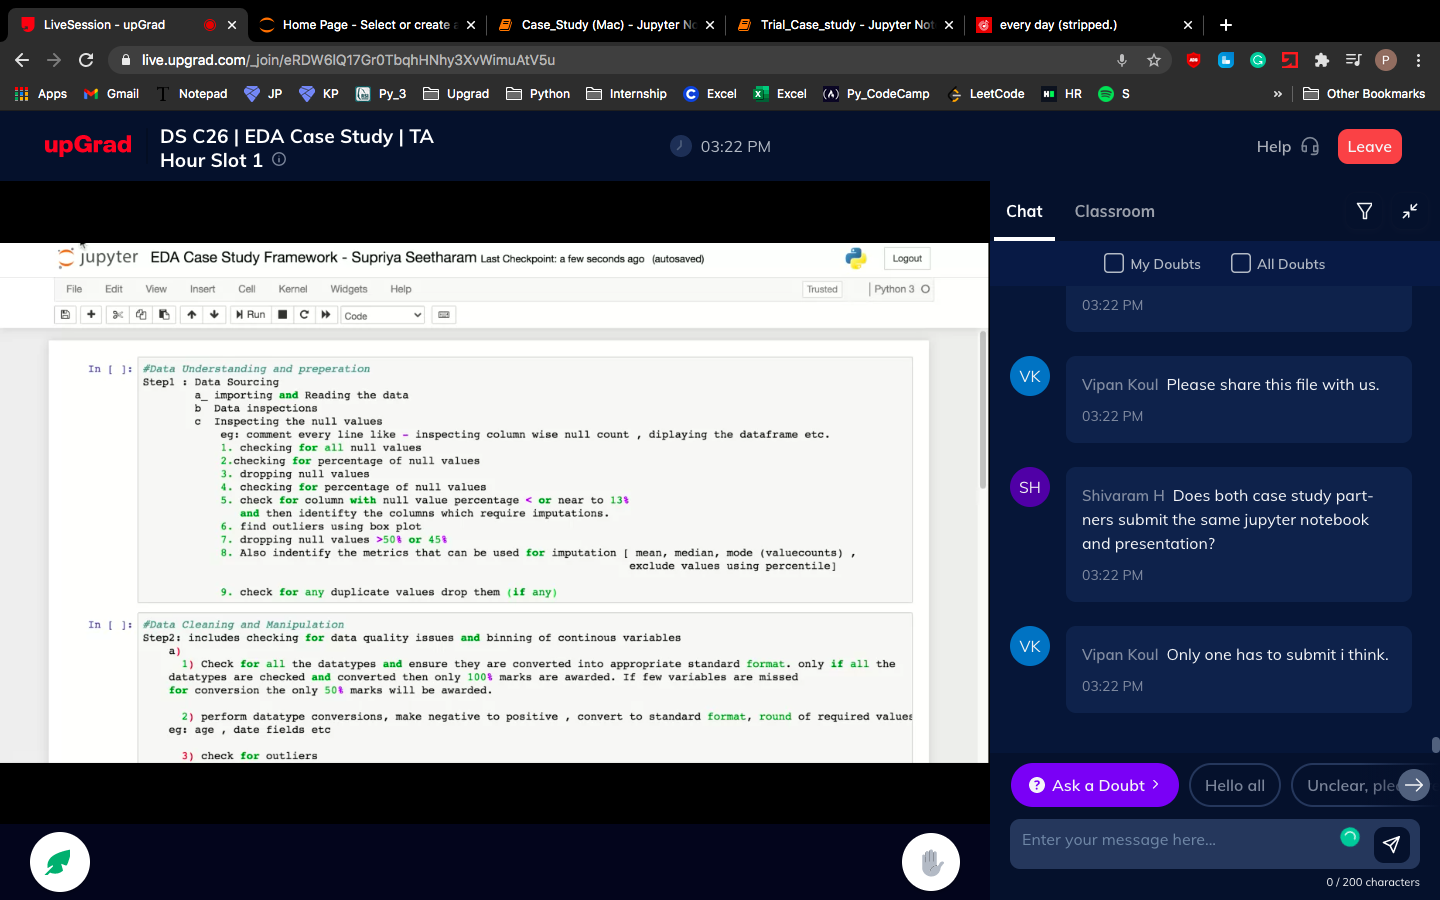 LiveSession - upGrad
Home Page - Select or create a
Case_Study (Mac) - Jupyter No
Trial_Case_study - Jupyter Not
every day (stripped.)
live.upgrad.com/_join/eRDW6lQ17Gr0TbqhHNhy3XvWimuAtV5u
P
Apps
Gmail
Notepad
JP
KP
Py_3
Upgrad
Python
Internship
Excel
Excel
Py_CodeCamp
LeetCode
HR
S
»
Other Bookmarks
upGrad
DS C26 | EDA Case Study | TA
Hour Slot 1
03:22 PM
Help
Leave
jupyter EDA Case Study Framework - Supriya Seetharam Last Checkpoint: a few seconds ago (autosaved)
Logout
File Edit View Insert Cell Kernel Widgets Help
Trusted
Python 3
Run
Code
In [ ]: #Data Understanding and preperation
Step1 : Data Sourcing
a_ importing and Reading the data
b Data inspections
c Inspecting the null values
eg: comment every line like - inspecting column wise null count , diplaying the dataframe etc.
1. checking for all null values
2.checking for percentage of null values
3. dropping null values
4. checking for percentage of null values
5. check for column with null value percentage < or near to 13%
and then identifty the columns which require imputations.
6. find outliers using box plot
7. dropping null values >50% or 45%
8. Also indentify the metrics that can be used for imputation [ mean, median, mode (valuecounts) ,
exclude values using percentile]
9. check for any duplicate values drop them (if any)
In [ ]: #Data Cleaning and Manipulation
Step2: includes checking for data quality issues and binning of continous variables
a)
1) Check for all the datatypes and ensure they are converted into appropriate standard format. only if all the
datatypes are checked and converted then only 100% marks are awarded. If few variables are missed
for conversion the only 50% marks will be awarded.
2) perform datatype conversions, make negative to positive , convert to standard format, round of required values
eg: age , date fields etc
3) check for outliers
Chat
Classroom
My Doubts
All Doubts
03:22 PM
VK
Vipan Koul Please share this file with us.
03:22 PM
SH
Shivaram H Does both case study part-
ners submit the same jupyter notebook
and presentation?
03:22 PM
VK
Vipan Koul Only one has to submit i think.
03:22 PM
Ask a Doubt
Hello all
Unclear, ple
Enter your message here...
0 / 200 characters